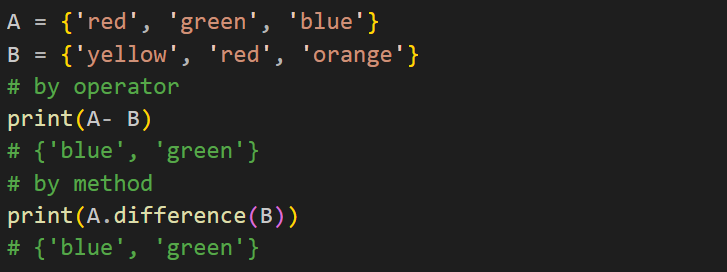 A = {'red', 'green', 'blue'}
B = {'yellow', 'red', 'orange'}
# by operator
print(A- B)
# {'blue', 'green'}
# by method
print(A.difference(B))
# {'blue', 'green'}